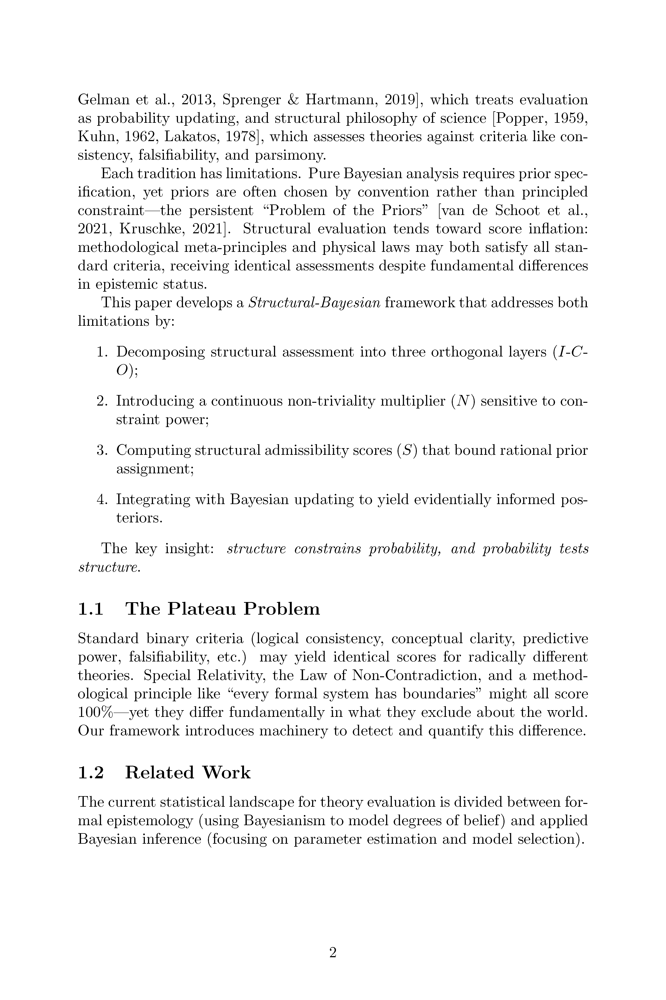 Gelman et al., 2013, Sprenger & Hartmann, 2019], which treats evaluation
as probability updating, and structural philosophy of science [Popper, 1959,
Kuhn, 1962, Lakatos, 1978], which assesses theories against criteria like con-
sistency, falsifiability, and parsimony.
Each tradition has limitations. Pure Bayesian analysis requires prior spec-
ification, yet priors are often chosen by convention rather than principled
constraint—the persistent “Problem of the Priors” [van de Schoot et al.,
2021, Kruschke, 2021]. Structural evaluation tends toward score inflation:
methodological meta-principles and physical laws may both satisfy all stan-
dard criteria, receiving identical assessments despite fundamental differences
in epistemic status.
This paper develops a Structural-Bayesian framework that addresses both
limitations by:
1. Decomposing structural assessment into three orthogonal layers (I-C-
O);
2. Introducing a continuous non-triviality multiplier (N) sensitive to con-
straint power;
3. Computing structural admissibility scores (S) that bound rational prior
assignment;
4. Integrating with Bayesian updating to yield evidentially informed pos-
teriors.
The key insight: structure constrains probability, and probability tests
structure.
1.1 The Plateau Problem
Standard binary criteria (logical consistency, conceptual clarity, predictive
power, falsifiability, etc.) may yield identical scores for radically different
theories. Special Relativity, the Law of Non-Contradiction, and a method-
ological principle like “every formal system has boundaries” might all score
100%—yet they differ fundamentally in what they exclude about the world.
Our framework introduces machinery to detect and quantify this difference.
1.2 Related Work
The current statistical landscape for theory evaluation is divided between for-
mal epistemology (using Bayesianism to model degrees of belief) and applied
Bayesian inference (focusing on parameter estimation and model selection).
2